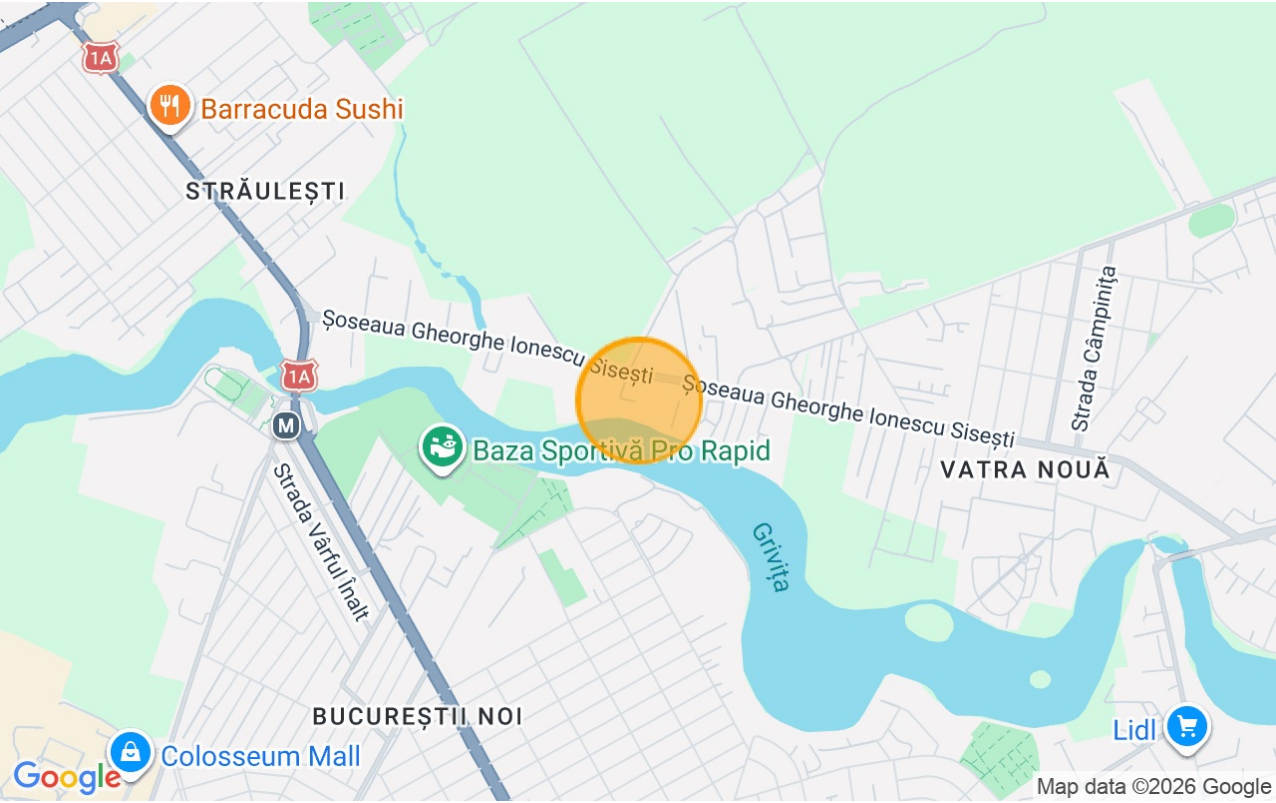 1A
Barracuda Sushi
STRĂULEȘTI
Șoseaua Gheorghe Ionescu Sisești
1A
M
Șoseaua Gheorghe Ionescu Sisești
Strada Câmpinița
Baza Sportivă Pro Rapid
VATRA NOUĂ
Strada Vârful Înalt
Grivița
BUCUREȘTII NOI
Lidl
Colosseum Mall
Google
Map data ©2026 Google